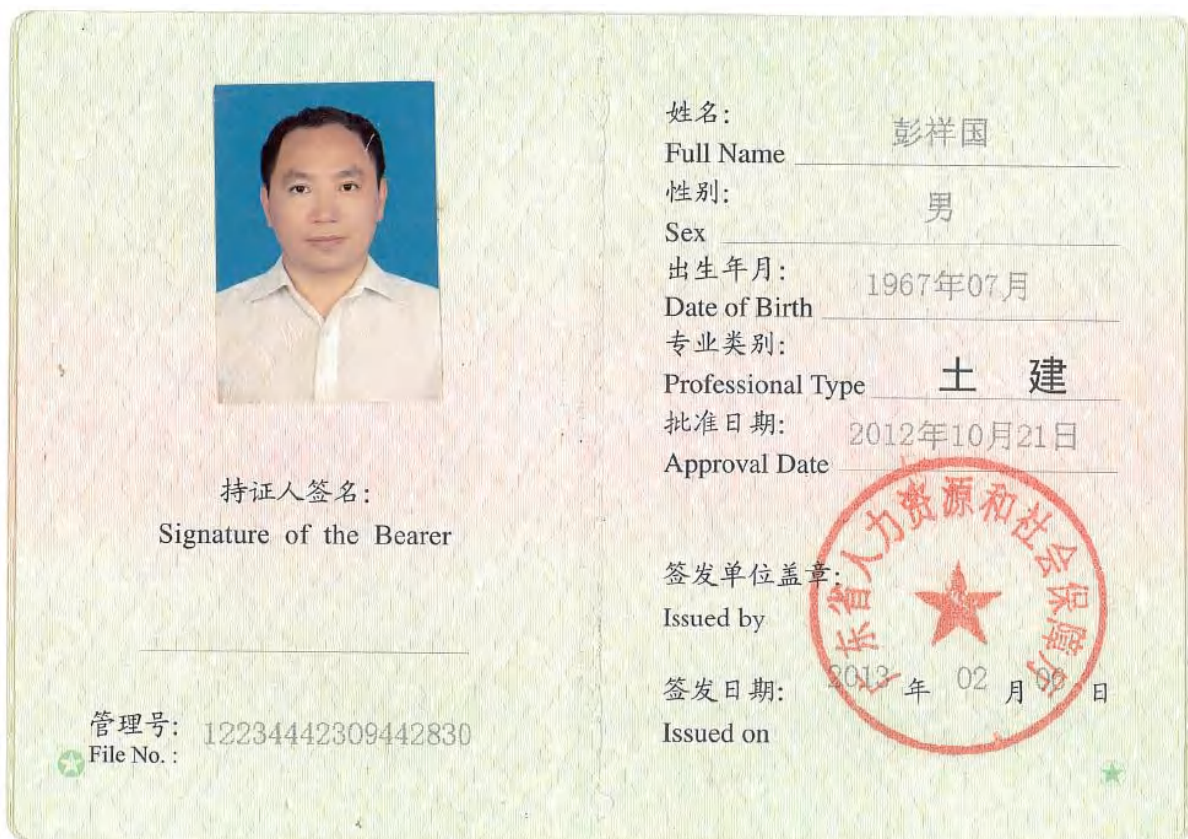 持证人签名:
Signature of the Bearer
管理号: 12234442309442830
File No. :
姓名: 彭祥国
Full Name
性别: 男
Sex
出生年月: 1967年07月
Date of Birth
专业类别: 土 建
Professional Type
批准日期: 2012年10月21日
Approval Date
签发单位盖章:
Issued by
广东省人力资源和社会保障厅
签发日期: 2013 年 02 月 06 日
Issued on